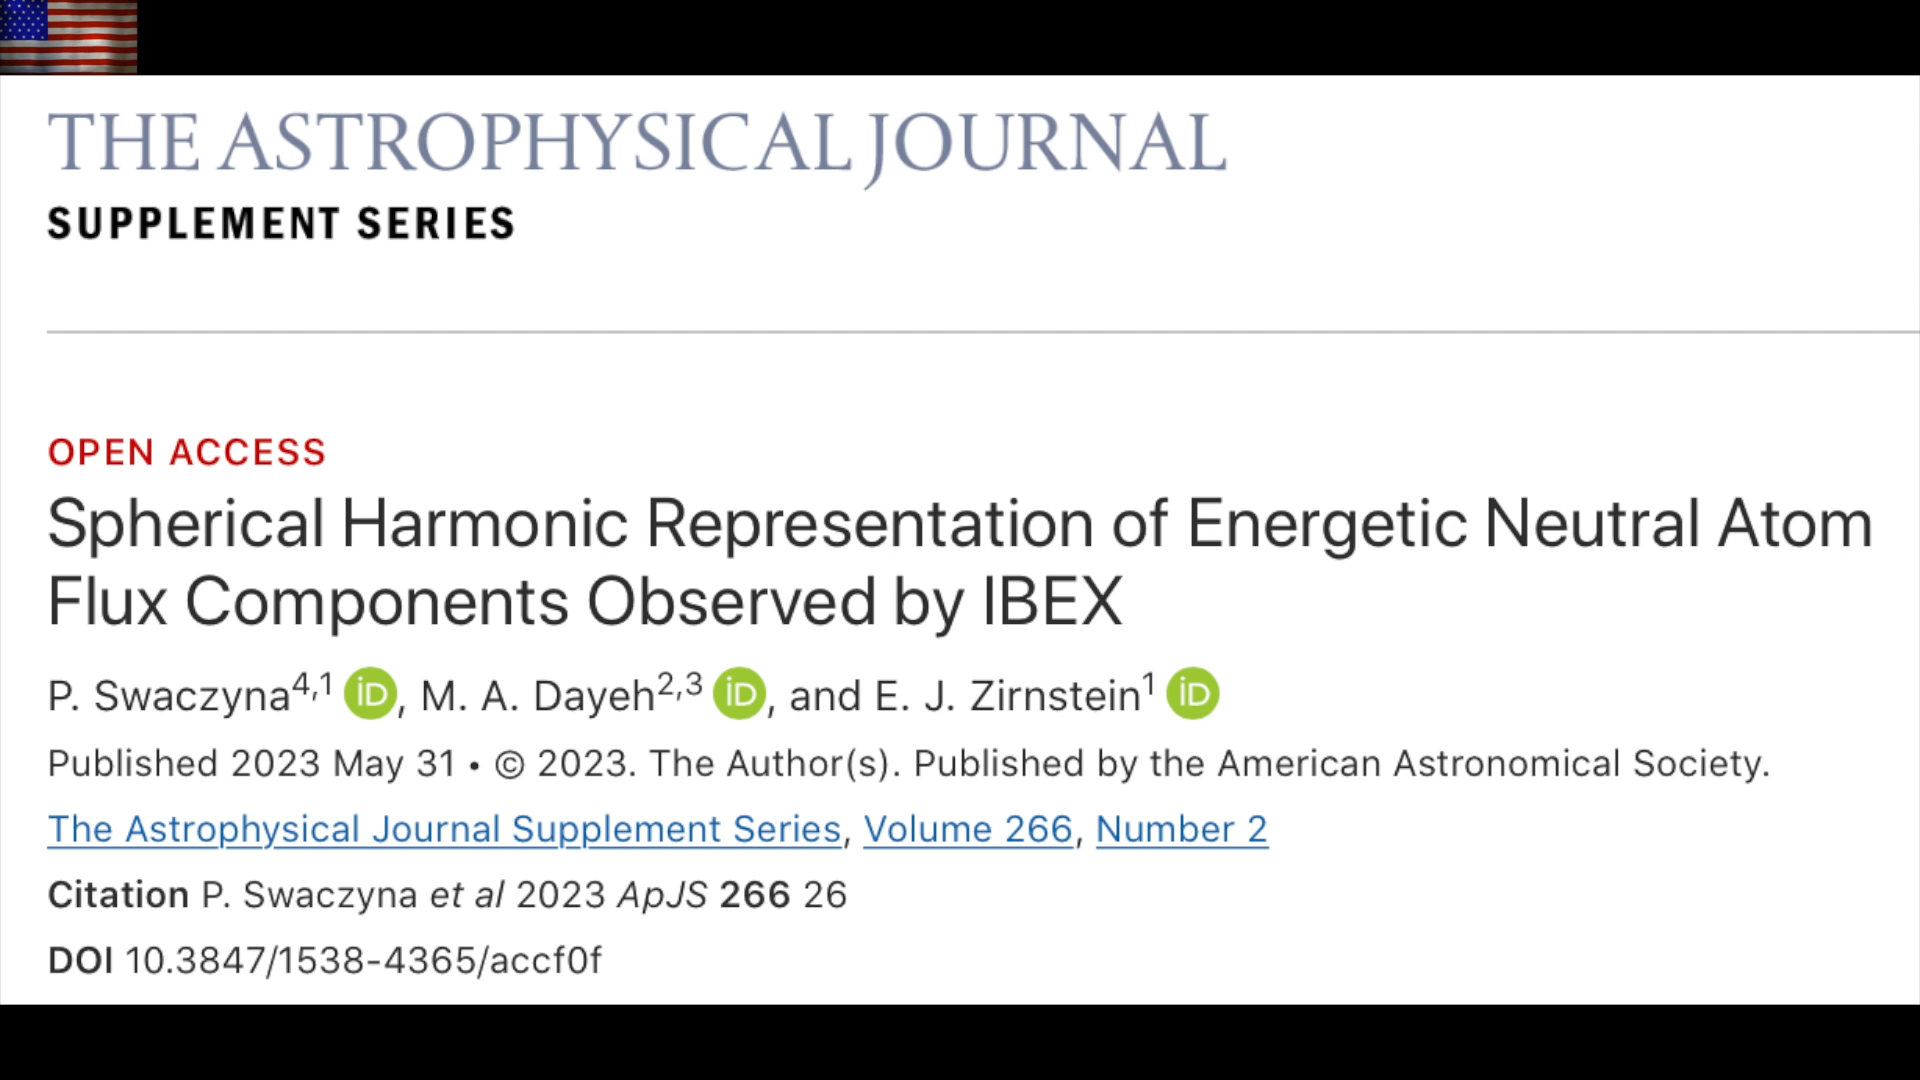 THE ASTROPHYSICAL JOURNAL
SUPPLEMENT SERIES
OPEN ACCESS
Spherical Harmonic Representation of Energetic Neutral Atom
Flux Components Observed by IBEX
P. Swaczyna4,1 iD, M. A. Dayeh2,3 iD, and E. J. Zirnstein1 iD
Published 2023 May 31 • © 2023. The Author(s). Published by the American Astronomical Society.
The Astrophysical Journal Supplement Series, Volume 266, Number 2
Citation P. Swaczyna et al 2023 ApJS 266 26
DOI 10.3847/1538-4365/accf0f